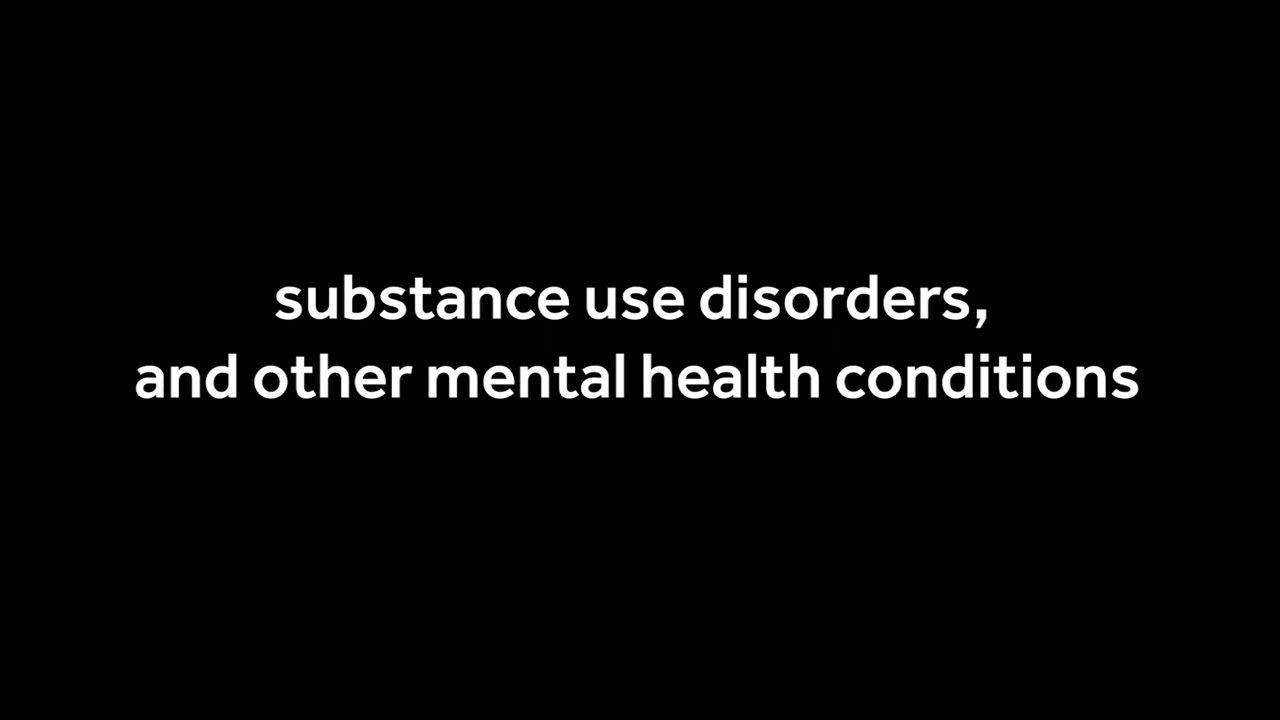 substance use disorders,
and other mental health conditions